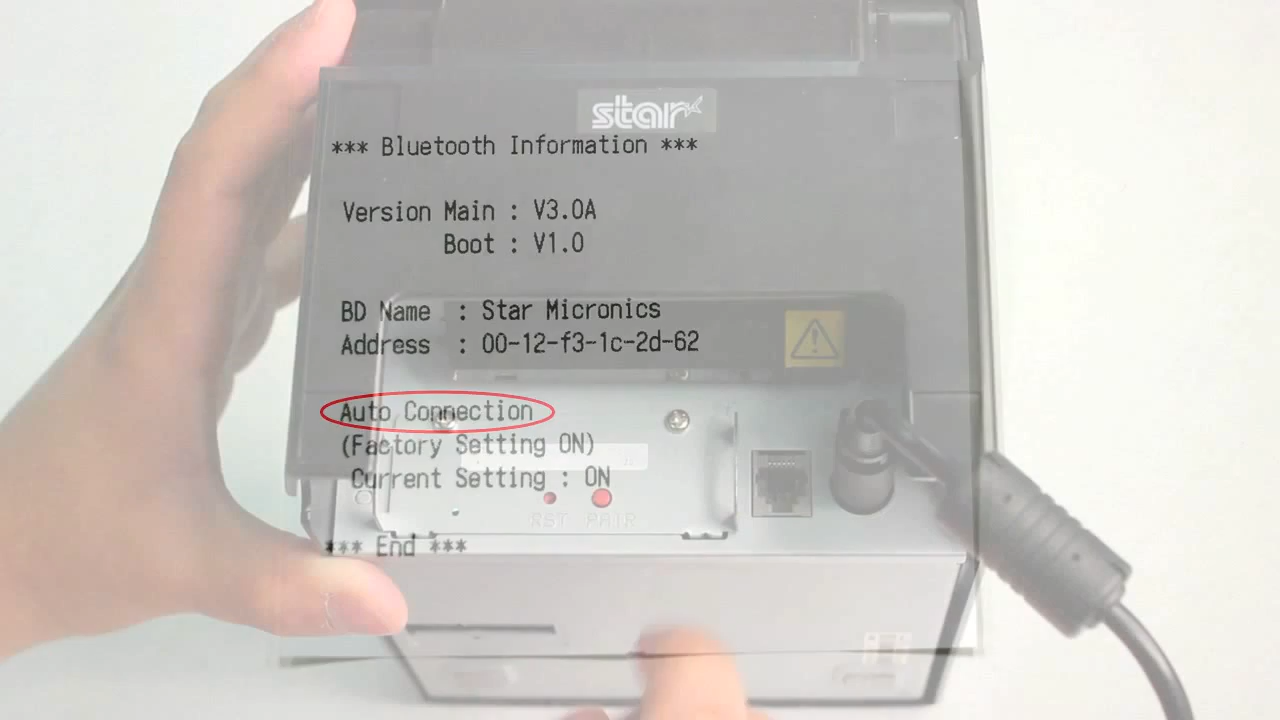 star
*** Bluetooth Information ***
Version Main : V3.0A
Boot : V1.0
BD Name : Star Micronics
Address : 00-12-f3-1c-2d-62
Auto Connection
(Factory Setting ON)
Current Setting : ON
RST PAIR
*** End ***